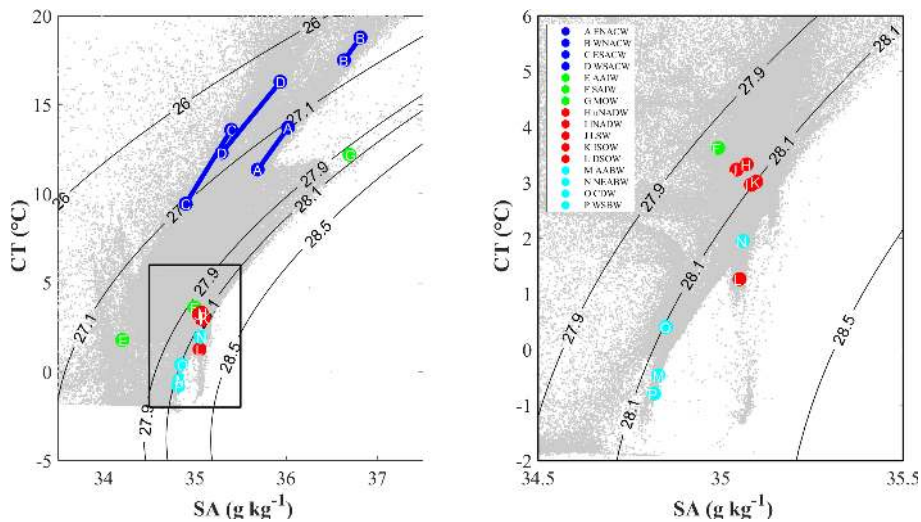 20
15
10
5
0
-5
34
35
36
37
CT (°C)
SA (g kg⁻¹)
26
26
27.1
27.1
27.1
27.9
27.9
27.9
28.1
28.5
28.5
A
A
B
B
C
C
D
D
E
F
G
K
L
N
O
6
5
4
3
2
1
0
-1
-2
34.5
35
35.5
CT (°C)
SA (g kg⁻¹)
A ENACW
B WNACW
C ESACW
D WSACW
E AAIW
F SAIW
G MOW
H uNADW
I lNADW
J LSW
K ISOW
L DSOW
M AABW
N NEABW
O CDW
P WSBW
27.9
27.9
28.1
28.1
28.1
28.5
F
H
K
L
N
O
M
P